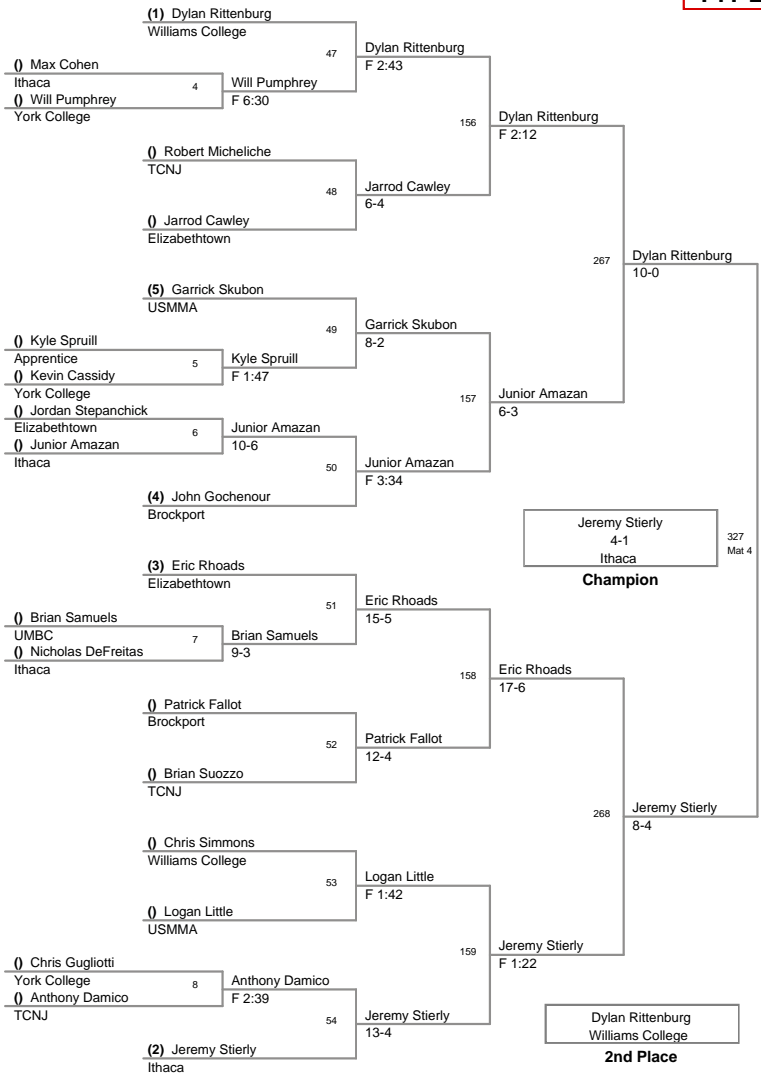 (1) Dylan Rittenburg
Williams College
47
Dylan Rittenburg
F 2:43
() Max Cohen
Ithaca
4
() Will Pumphrey
York College
Will Pumphrey
F 6:30
156
Dylan Rittenburg
F 2:12
() Robert Micheliche
TCNJ
48
Jarrod Cawley
6-4
() Jarrod Cawley
Elizabethtown
267
Dylan Rittenburg
10-0
(5) Garrick Skubon
USMMA
49
Garrick Skubon
8-2
() Kyle Spruill
Apprentice
5
() Kevin Cassidy
York College
Kyle Spruill
F 1:47
157
Junior Amazan
6-3
() Jordan Stepanchick
Elizabethtown
6
() Junior Amazan
Ithaca
Junior Amazan
10-6
50
Junior Amazan
F 3:34
(4) John Gochenour
Brockport
Jeremy Stierly
4-1
Ithaca
Champion
327
Mat 4
(3) Eric Rhoads
Elizabethtown
51
Eric Rhoads
15-5
() Brian Samuels
UMBC
7
() Nicholas DeFreitas
Ithaca
Brian Samuels
9-3
158
Eric Rhoads
17-6
() Patrick Fallot
Brockport
52
Patrick Fallot
12-4
() Brian Suozzo
TCNJ
268
Jeremy Stierly
8-4
() Chris Simmons
Williams College
53
Logan Little
F 1:42
() Logan Little
USMMA
159
Jeremy Stierly
F 1:22
() Chris Gugliotti
York College
8
() Anthony Damico
TCNJ
Anthony Damico
F 2:39
54
Jeremy Stierly
13-4
(2) Jeremy Stierly
Ithaca
Dylan Rittenburg
Williams College
2nd Place